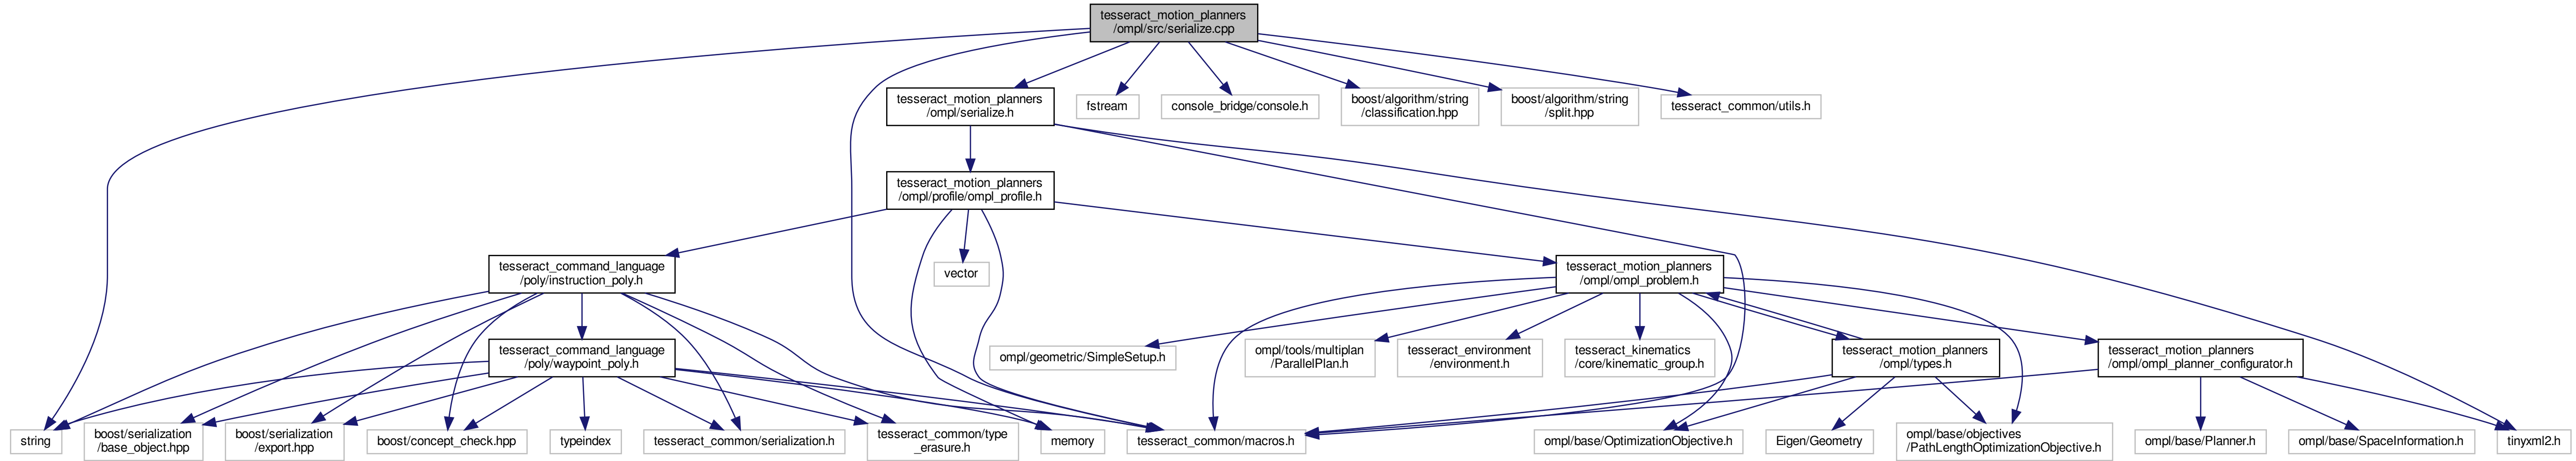 tesseract_motion_planners
/ompl/src/serialize.cpp
tesseract_motion_planners
/ompl/serialize.h
fstream
console_bridge/console.h
boost/algorithm/string
/classification.hpp
boost/algorithm/string
/split.hpp
tesseract_common/utils.h
tesseract_motion_planners
/ompl/profile/ompl_profile.h
tesseract_command_language
/poly/instruction_poly.h
vector
tesseract_motion_planners
/ompl/ompl_problem.h
tesseract_command_language
/poly/waypoint_poly.h
ompl/geometric/SimpleSetup.h
ompl/tools/multiplan
/ParallelPlan.h
tesseract_environment
/environment.h
tesseract_kinematics
/core/kinematic_group.h
tesseract_motion_planners
/ompl/types.h
tesseract_motion_planners
/ompl/ompl_planner_configurator.h
string
boost/serialization
/base_object.hpp
boost/serialization
/export.hpp
boost/concept_check.hpp
typeindex
tesseract_common/serialization.h
tesseract_common/type
_erasure.h
memory
tesseract_common/macros.h
ompl/base/OptimizationObjective.h
Eigen/Geometry
ompl/base/objectives
/PathLengthOptimizationObjective.h
ompl/base/Planner.h
ompl/base/SpaceInformation.h
tinyxml2.h